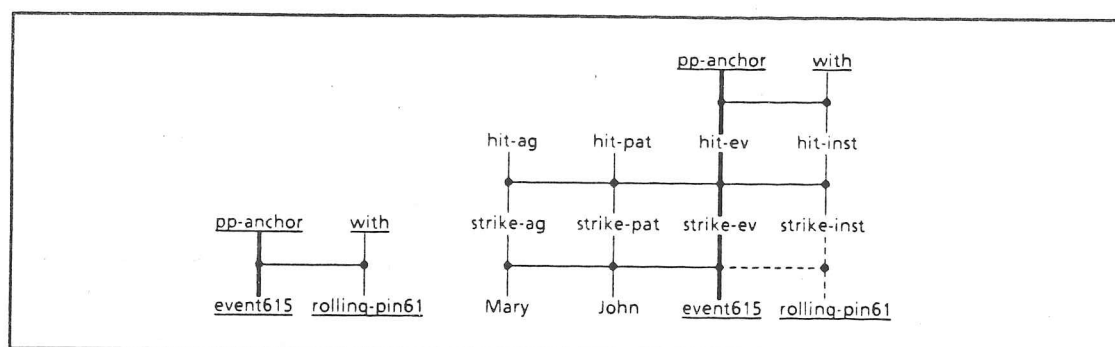 pp-anchor with
hit-ag hit-pat hit-ev hit-inst
pp-anchor with strike-ag strike-pat strike-ev strike-inst
event615 rolling-pin61 Mary John event615 rolling-pin61